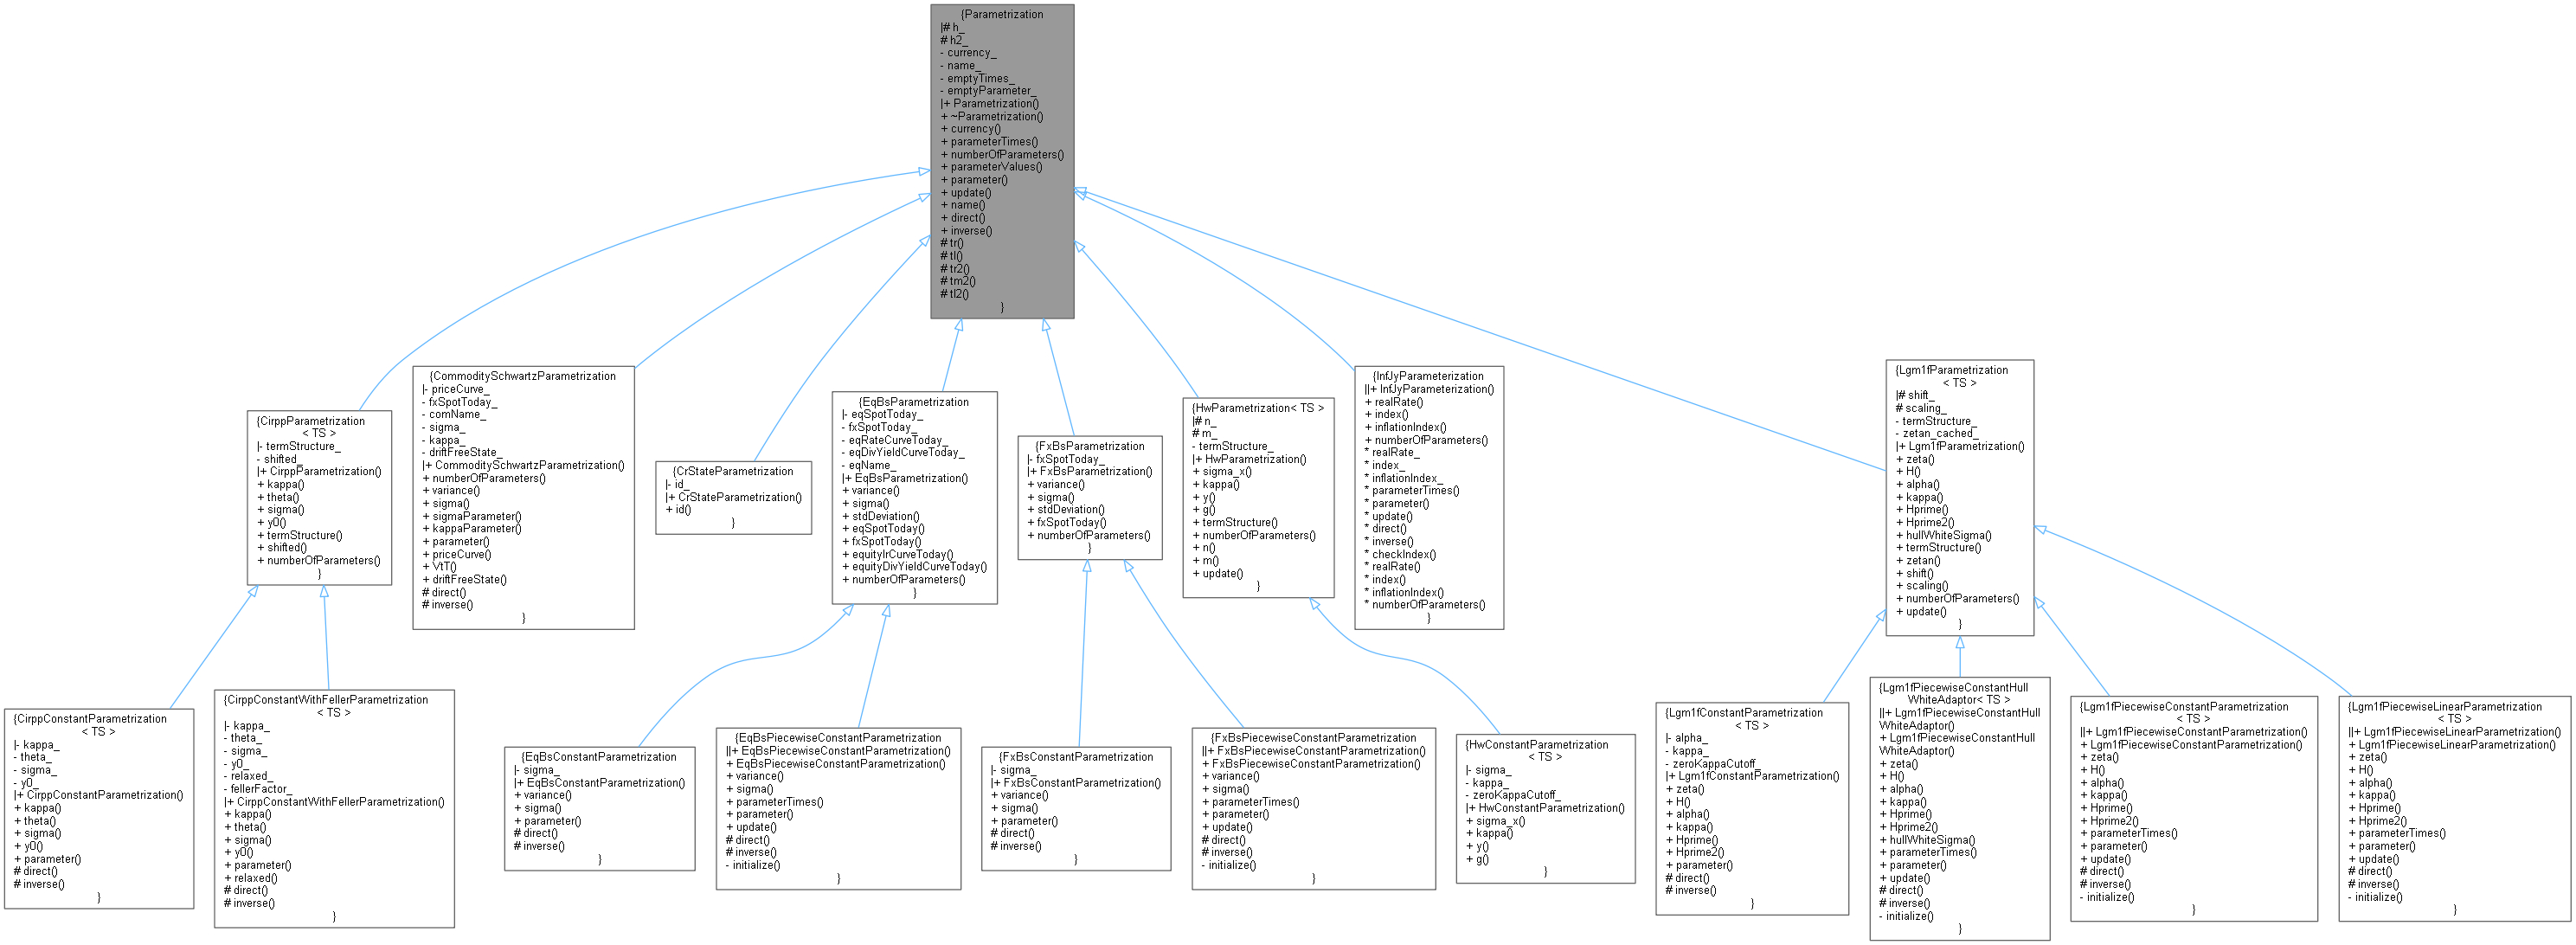 {Parametrization
|# h_
# h2_
- currency_
- name_
- emptyTimes_
- emptyParameter_
|+ Parametrization()
+ ~Parametrization()
+ currency()
+ parameterTimes()
+ numberOfParameters()
+ parameterValues()
+ parameter()
+ update()
+ name()
+ direct()
+ inverse()
# tr()
# tl()
# tr2()
# tm2()
# tl2()
}
{CirppParametrization
< TS >
|- termStructure_
- shifted_
|+ CirppParametrization()
+ kappa()
+ theta()
+ sigma()
+ y0()
+ termStructure()
+ shifted()
+ numberOfParameters()
}
{CommoditySchwartzParametrization
|- priceCurve_
- fxSpotToday_
- comName_
- sigma_
- kappa_
- driftFreeState_
|+ CommoditySchwartzParametrization()
+ numberOfParameters()
+ variance()
+ sigma()
+ sigmaParameter()
+ kappaParameter()
+ parameter()
+ priceCurve()
+ VtT()
+ driftFreeState()
# direct()
# inverse()
}
{CrStateParametrization
|- id_
|+ CrStateParametrization()
+ id()
}
{EqBsParametrization
|- eqSpotToday_
- fxSpotToday_
- eqRateCurveToday_
- eqDivYieldCurveToday_
- eqName_
|+ EqBsParametrization()
+ variance()
+ sigma()
+ stdDeviation()
+ eqSpotToday()
+ fxSpotToday()
+ equityIrCurveToday()
+ equityDivYieldCurveToday()
+ numberOfParameters()
}
{FxBsParametrization
|- fxSpotToday_
|+ FxBsParametrization()
+ variance()
+ sigma()
+ stdDeviation()
+ fxSpotToday()
+ numberOfParameters()
}
{HwParametrization< TS >
|# n_
# m_
- termStructure_
|+ HwParametrization()
+ sigma_x()
+ kappa()
+ y()
+ g()
+ termStructure()
+ numberOfParameters()
+ n()
+ m()
+ update()
}
{InfJyParameterization
||+ InfJyParameterization()
+ realRate()
+ index()
+ inflationIndex()
+ numberOfParameters()
* realRate_
* index_
* inflationIndex_
* parameterTimes()
* parameter()
* update()
* direct()
* inverse()
* checkIndex()
* realRate()
* index()
* inflationIndex()
* numberOfParameters()
}
{Lgm1fParametrization
< TS >
|# shift_
# scaling_
- termStructure_
- zetan_cached_
|+ Lgm1fParametrization()
+ zeta()
+ H()
+ alpha()
+ kappa()
+ Hprime()
+ Hprime2()
+ hullWhiteSigma()
+ termStructure()
+ zetan()
+ shift()
+ scaling()
+ numberOfParameters()
+ update()
}
{CirppConstantParametrization
< TS >
|- kappa_
- theta_
- sigma_
- y0_
|+ CirppConstantParametrization()
+ kappa()
+ theta()
+ sigma()
+ y0()
+ parameter()
# direct()
# inverse()
}
{CirppConstantWithFellerParametrization
< TS >
|- kappa_
- theta_
- sigma_
- y0_
- relaxed_
- fellerFactor_
|+ CirppConstantWithFellerParametrization()
+ kappa()
+ theta()
+ sigma()
+ y0()
+ parameter()
+ relaxed()
# direct()
# inverse()
}
{EqBsConstantParametrization
|- sigma_
|+ EqBsConstantParametrization()
+ variance()
+ sigma()
+ parameter()
# direct()
# inverse()
}
{EqBsPiecewiseConstantParametrization
||+ EqBsPiecewiseConstantParametrization()
+ EqBsPiecewiseConstantParametrization()
+ variance()
+ sigma()
+ parameterTimes()
+ parameter()
+ update()
# direct()
# inverse()
- initialize()
}
{FxBsConstantParametrization
|- sigma_
|+ FxBsConstantParametrization()
+ variance()
+ sigma()
+ parameter()
# direct()
# inverse()
}
{FxBsPiecewiseConstantParametrization
||+ FxBsPiecewiseConstantParametrization()
+ FxBsPiecewiseConstantParametrization()
+ variance()
+ sigma()
+ parameterTimes()
+ parameter()
+ update()
# direct()
# inverse()
- initialize()
}
{HwConstantParametrization
< TS >
|- sigma_
- kappa_
- zeroKappaCutoff_
|+ HwConstantParametrization()
+ sigma_x()
+ kappa()
+ y()
+ g()
}
{Lgm1fConstantParametrization
< TS >
|- alpha_
- kappa_
- zeroKappaCutoff_
|+ Lgm1fConstantParametrization()
+ zeta()
+ H()
+ alpha()
+ kappa()
+ Hprime()
+ Hprime2()
+ parameter()
# direct()
# inverse()
}
{Lgm1fPiecewiseConstantHull
WhiteAdaptor< TS >
||+ Lgm1fPiecewiseConstantHull
WhiteAdaptor()
+ Lgm1fPiecewiseConstantHull
WhiteAdaptor()
+ zeta()
+ H()
+ alpha()
+ kappa()
+ Hprime()
+ Hprime2()
+ hullWhiteSigma()
+ parameterTimes()
+ parameter()
+ update()
# direct()
# inverse()
- initialize()
}
{Lgm1fPiecewiseConstantParametrization
< TS >
||+ Lgm1fPiecewiseConstantParametrization()
+ Lgm1fPiecewiseConstantParametrization()
+ zeta()
+ H()
+ alpha()
+ kappa()
+ Hprime()
+ Hprime2()
+ parameterTimes()
+ parameter()
+ update()
# direct()
# inverse()
- initialize()
}
{Lgm1fPiecewiseLinearParametrization
< TS >
||+ Lgm1fPiecewiseLinearParametrization()
+ Lgm1fPiecewiseLinearParametrization()
+ zeta()
+ H()
+ alpha()
+ kappa()
+ Hprime()
+ Hprime2()
+ parameterTimes()
+ parameter()
+ update()
# direct()
# inverse()
- initialize()
}